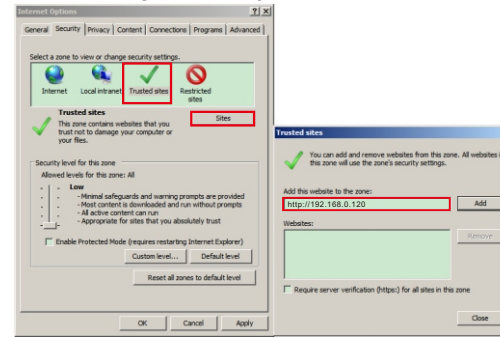 Internet Options
? X
General Security Privacy Content Connections Programs Advanced
Select a zone to view or change security settings.
Internet Local intranet Trusted sites Restricted sites
Trusted sites
Sites
This zone contains websites that you
trust not to damage your computer or
your files.
Security level for this zone
Allowed levels for this zone: All
Low
- Minimal safeguards and warning prompts are provided
- Most content is downloaded and run without prompts
- All active content can run
- Appropriate for sites that you absolutely trust
Enable Protected Mode (requires restarting Internet Explorer)
Custom level... Default level
Reset all zones to default level
OK Cancel Apply
Trusted sites
You can add and remove websites from this zone. All websites
this zone will use the zone's security settings.
Add this website to the zone:
http://192.168.0.120 Add
Websites:
Remove
Require server verification (https:) for all sites in this zone
Close